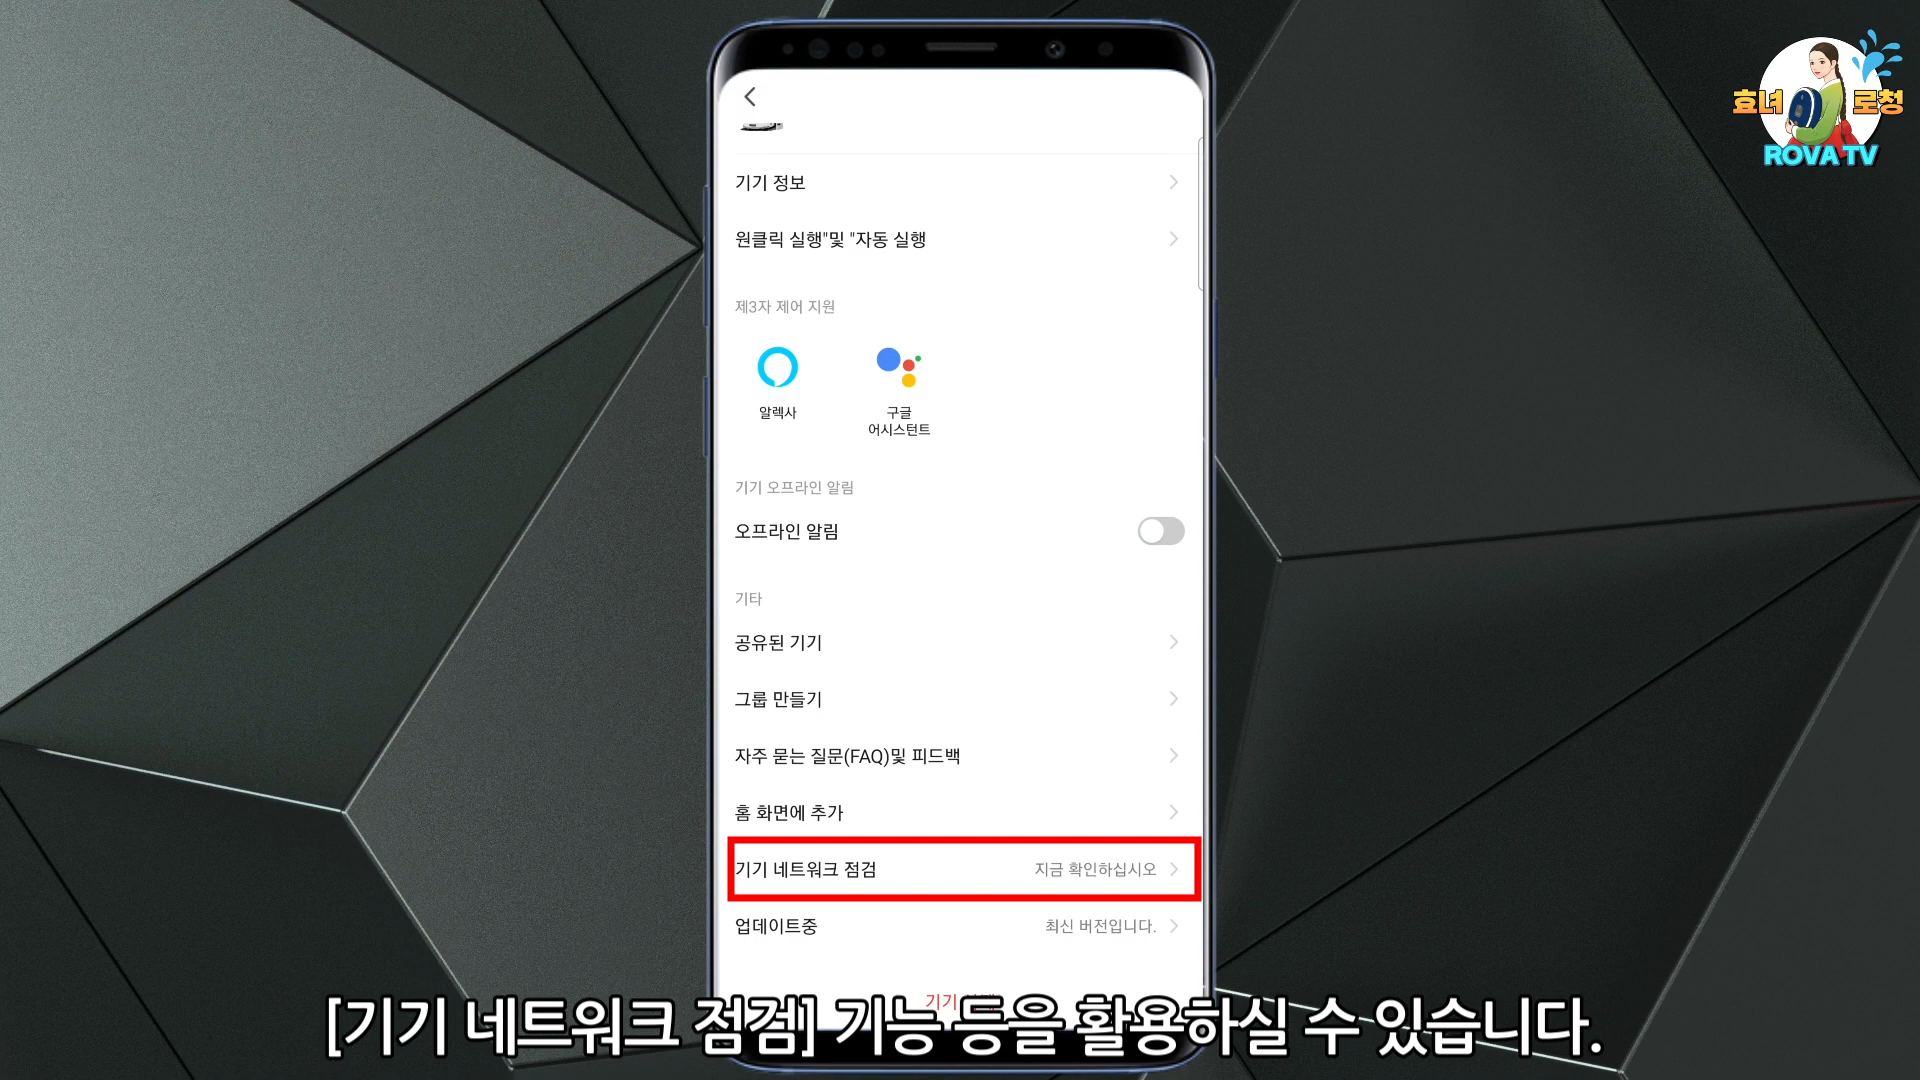 효녀 로청
ROVA TV
기기 정보
원클릭 실행"및 "자동 실행
제3자 제어 지원
알렉사
구글
어시스턴트
기기 오프라인 알림
오프라인 알림
기타
공유된 기기
그룹 만들기
자주 묻는 질문(FAQ)및 피드백
홈 화면에 추가
기기 네트워크 점검 지금 확인하십시오
업데이트중 최신 버전입니다.
기기
[기기 네트워크 점검] 기능 등을 활용하실 수 있습니다.